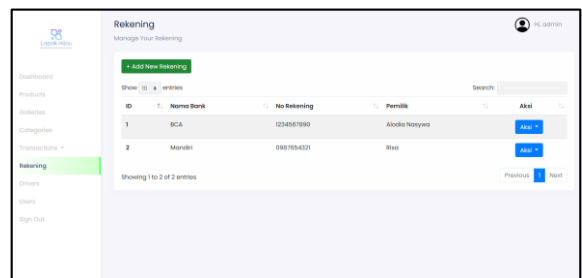 Lapak Hijau
Dashboard
Products
Galleries
Categories
Transactions
Rekening
Drivers
Users
Sign Out
Rekening
Manage Your Rekening
Hi, admin
+ Add New Rekening
Show 10 entries
Search:
ID Nama Bank No Rekening Pemilik Aksi
1 BCA 1234567890 Alodia Nasywa Aksi
2 Mandiri 0987654321 Risa Aksi
Showing 1 to 2 of 2 entries
Previous 1 Next